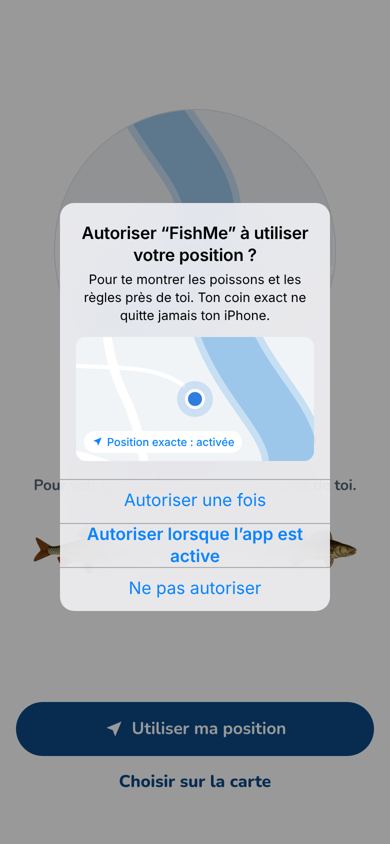 Autoriser “FishMe” à utiliser
votre position ?
Pour te montrer les poissons et les
règles près de toi. Ton coin exact ne
quitte jamais ton iPhone.
Position exacte : activée
Autoriser une fois
Autoriser lorsque l’app est
active
Ne pas autoriser
toi.
Utiliser ma position
Choisir sur la carte